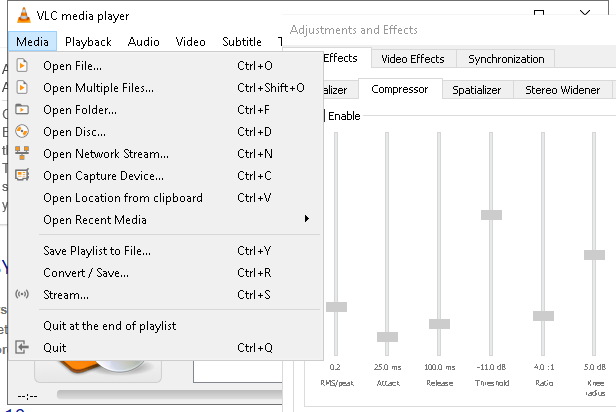 VLC media player
Adjustments and Effects
Media Playback Audio Video Subtitle
Effects Video Effects Synchronization
Compressor Spatializer Stereo Widener
Enable
Open File... Ctrl+O
Open Multiple Files... Ctrl+Shift+O
Open Folder... Ctrl+F
Open Disc... Ctrl+D
Open Network Stream... Ctrl+N
Open Capture Device... Ctrl+C
Open Location from clipboard Ctrl+V
Open Recent Media
Save Playlist to File... Ctrl+Y
Convert / Save... Ctrl+R
Stream... Ctrl+S
Quit at the end of playlist
Quit Ctrl+Q
0.2 25.0 ms 100.0 ms -11.0 dB 4.0 :1 5.0 dB
RMS/peak Attack Release Threshold Ratio Knee
radius
--:--